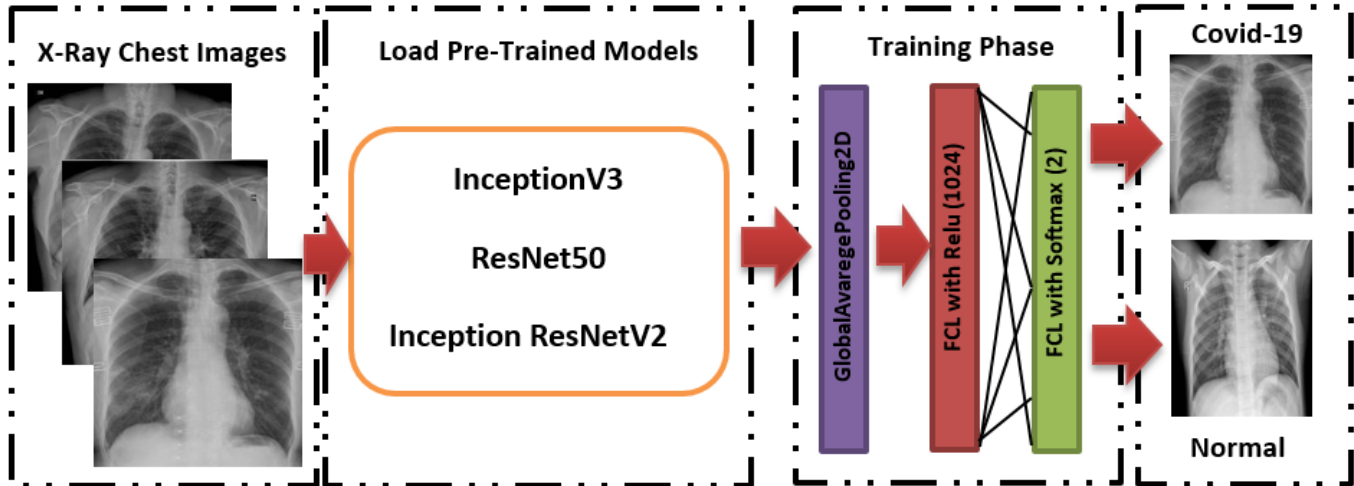 X-Ray Chest Images
Load Pre-Trained Models
InceptionV3
ResNet50
Inception ResNetV2
Training Phase
GlobalAvaregePooling2D
FCL with Relu (1024)
FCL with Softmax (2)
Covid-19
Normal